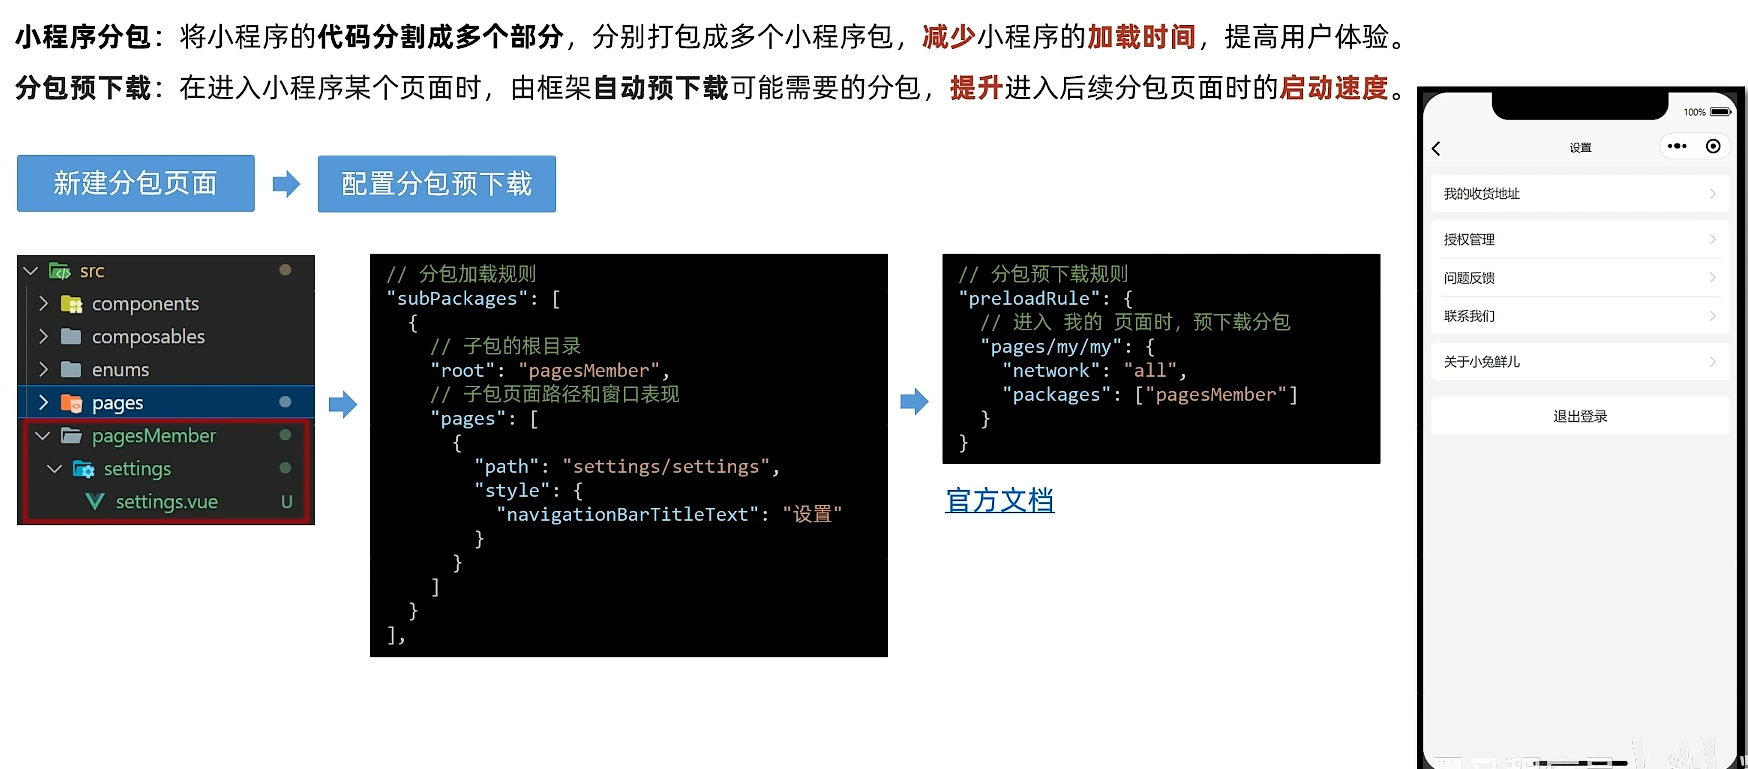 小程序分包：将小程序的代码分割成多个部分，分别打包成多个小程序包，减少小程序的加载时间，提高用户体验。
分包预下载：在进入小程序某个页面时，由框架自动预下载可能需要的分包，提升进入后续分包页面时的启动速度。
新建分包页面
配置分包预下载
src
components
composables
enums
pages
pagesMember
settings
settings.vue U
// 分包加载规则
"subPackages": [
{
// 子包的根目录
"root": "pagesMember",
// 子包页面路径和窗口表现
"pages": [
{
"path": "settings/settings",
"style": {
"navigationBarTitleText": "设置"
}
}
]
}
],
// 分包预下载规则
"preloadRule": {
// 进入 我的 页面时，预下载分包
"pages/my/my": {
"network": "all",
"packages": ["pagesMember"]
}
}
官方文档
100%
设置
我的收货地址
授权管理
问题反馈
联系我们
关于小兔鲜儿
退出登录